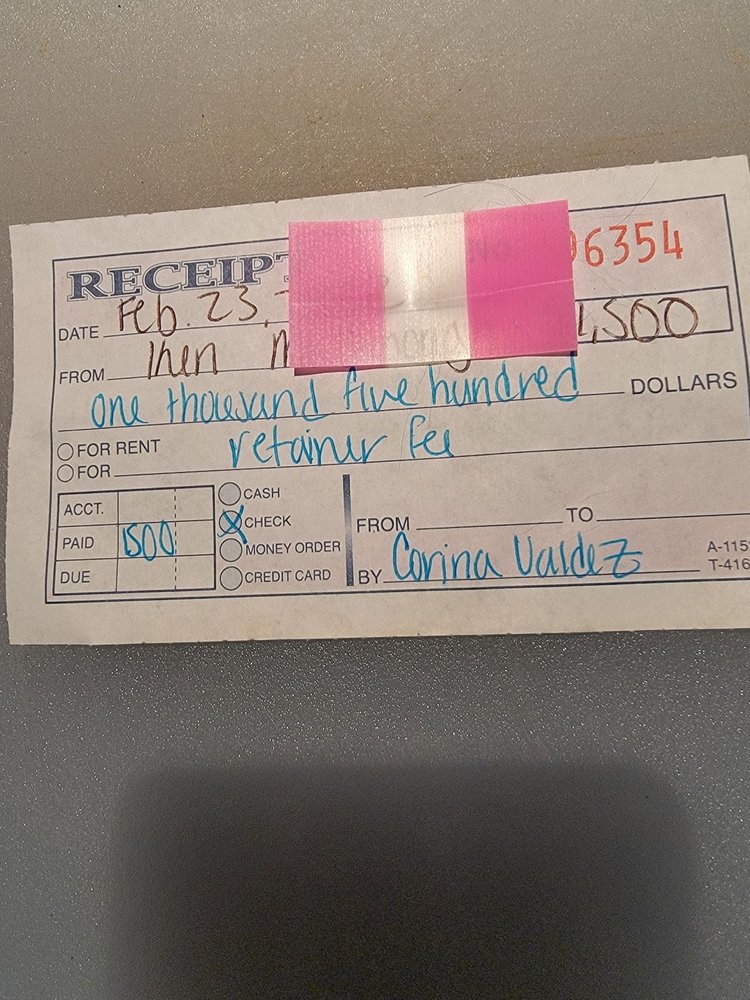 RECEIPT 96354
DATE Feb. 23,
FROM 1,500
one thousand five hundred DOLLARS
FOR RENT retainer fee
FOR
ACCT.
PAID 1500
DUE
CASH
CHECK
MONEY ORDER
CREDIT CARD
FROM TO
BY Corina Valdez
A-115
T-416